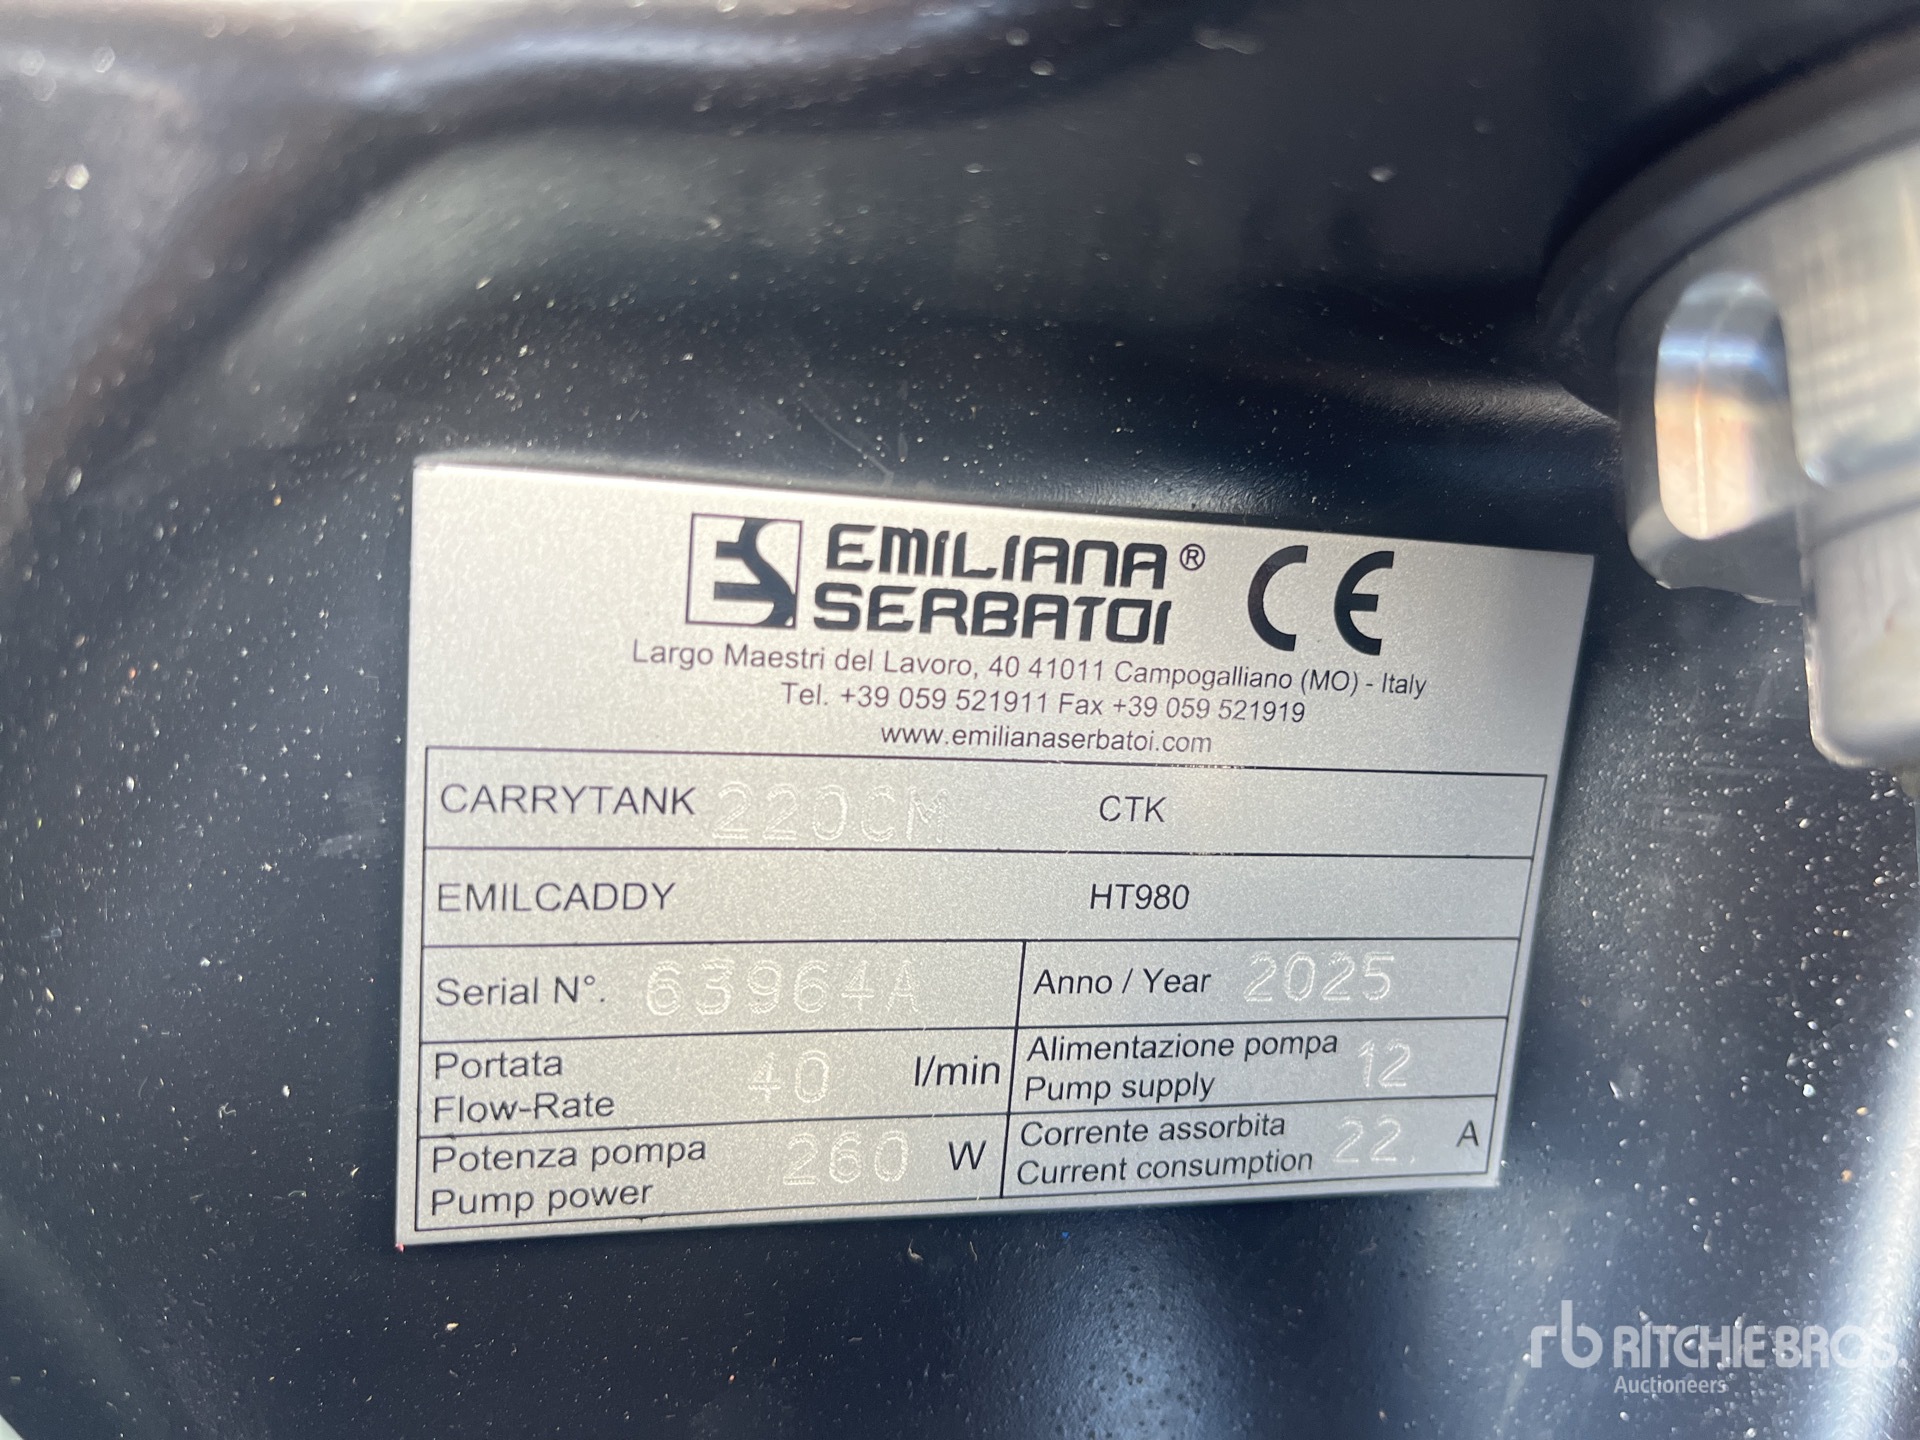 EMILIANA®
SERBATOI
CE
Largo Maestri del Lavoro, 40 41011 Campogalliano (MO) - Italy
Tel. +39 059 521911 Fax +39 059 521919
www.emilianaserbatoi.com
CARRYTANK 220CM CTK
EMILCADDY HT980
Serial N°. 63964A Anno / Year 2025
Portata
Flow-Rate 40 l/min
Alimentazione pompa
Pump supply 12
Potenza pompa
Pump power 260 W
Corrente assorbita
Current consumption 22, A
rb RITCHIE BROS.
Auctioneers